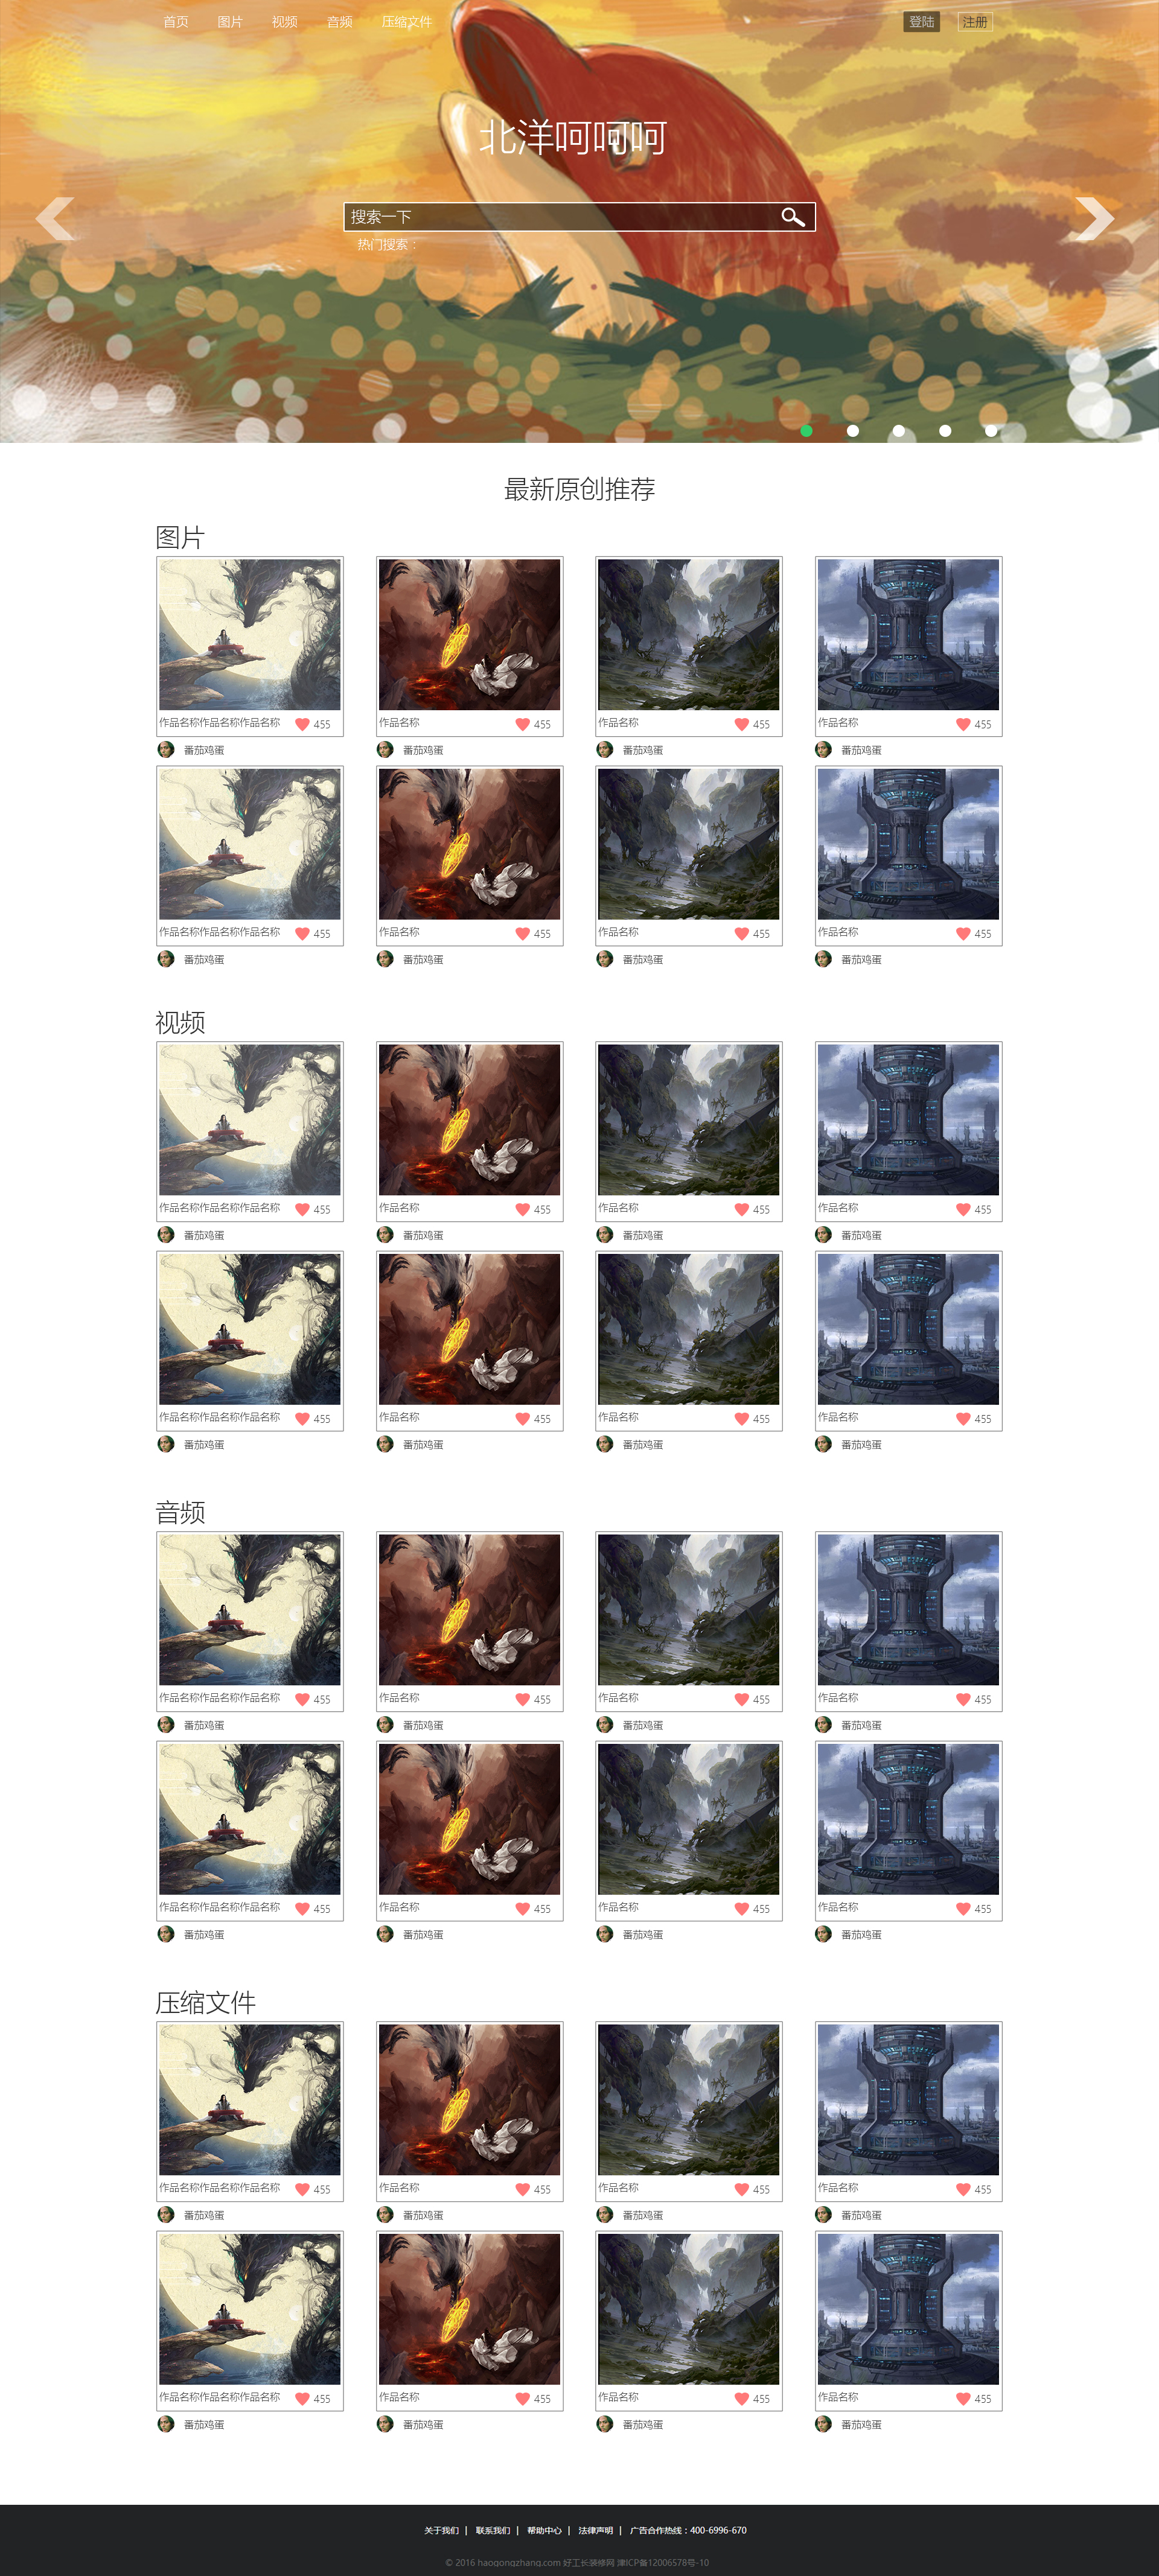 首页 图片 视频 音频 压缩文件 登陆 注册
北洋呵呵呵
搜索一下
热门搜索：
最新原创推荐
图片
作品名称作品名称作品名称 455 作品名称 455 作品名称 455 作品名称 455
番茄鸡蛋 番茄鸡蛋 番茄鸡蛋 番茄鸡蛋
作品名称作品名称作品名称 455 作品名称 455 作品名称 455 作品名称 455
番茄鸡蛋 番茄鸡蛋 番茄鸡蛋 番茄鸡蛋
视频
作品名称作品名称作品名称 455 作品名称 455 作品名称 455 作品名称 455
番茄鸡蛋 番茄鸡蛋 番茄鸡蛋 番茄鸡蛋
作品名称作品名称作品名称 455 作品名称 455 作品名称 455 作品名称 455
番茄鸡蛋 番茄鸡蛋 番茄鸡蛋 番茄鸡蛋
音频
作品名称作品名称作品名称 455 作品名称 455 作品名称 455 作品名称 455
番茄鸡蛋 番茄鸡蛋 番茄鸡蛋 番茄鸡蛋
作品名称作品名称作品名称 455 作品名称 455 作品名称 455 作品名称 455
番茄鸡蛋 番茄鸡蛋 番茄鸡蛋 番茄鸡蛋
压缩文件
作品名称作品名称作品名称 455 作品名称 455 作品名称 455 作品名称 455
番茄鸡蛋 番茄鸡蛋 番茄鸡蛋 番茄鸡蛋
作品名称作品名称作品名称 455 作品名称 455 作品名称 455 作品名称 455
番茄鸡蛋 番茄鸡蛋 番茄鸡蛋 番茄鸡蛋
关于我们 | 联系我们 | 帮助中心 | 法律声明 | 广告合作热线：400-6996-670
© 2016 haogongzhang.com 好工长装修网 津ICP备12006578号-10